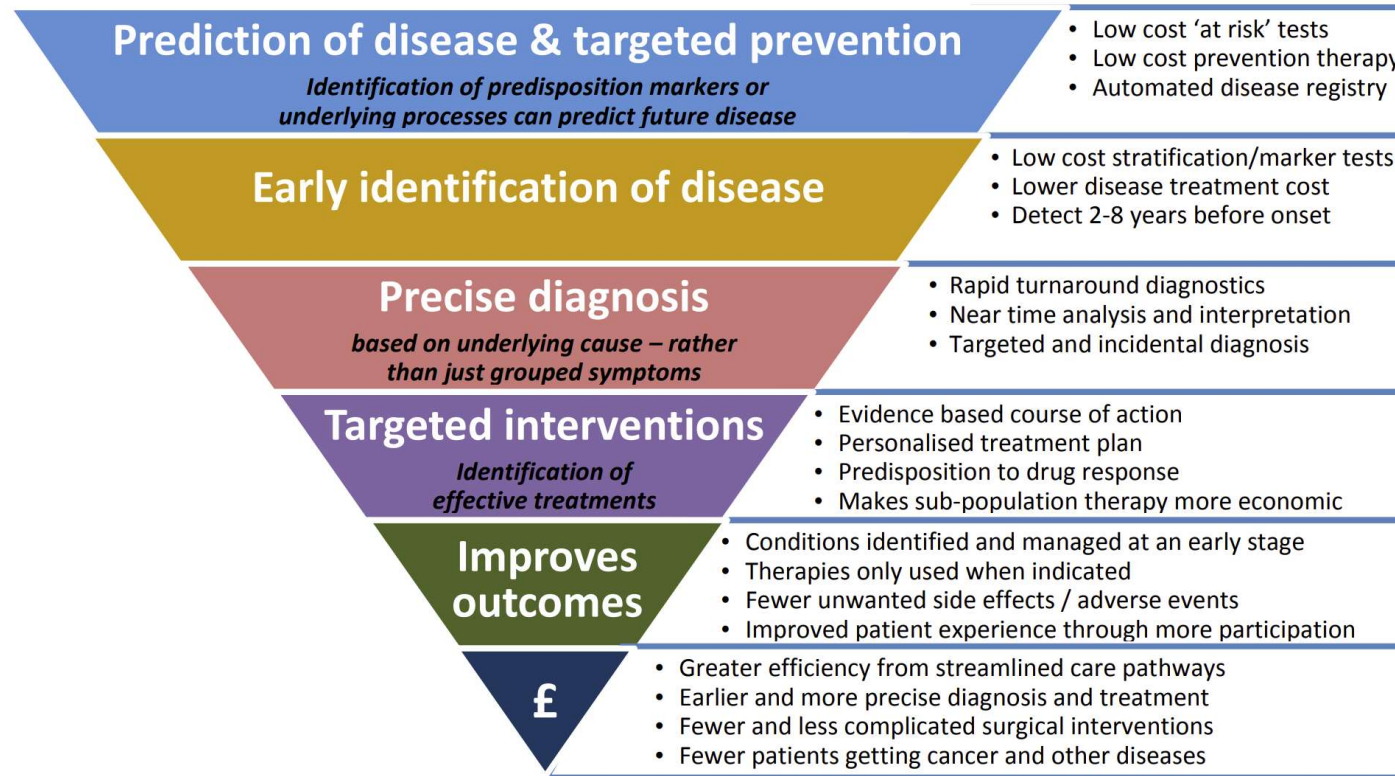 Prediction of disease & targeted prevention
Identification of predisposition markers or
underlying processes can predict future disease
• Low cost ‘at risk’ tests
• Low cost prevention therapy
• Automated disease registry
Early identification of disease
• Low cost stratification/marker tests
• Lower disease treatment cost
• Detect 2-8 years before onset
Precise diagnosis
based on underlying cause – rather
than just grouped symptoms
• Rapid turnaround diagnostics
• Near time analysis and interpretation
• Targeted and incidental diagnosis
Targeted interventions
Identification of
effective treatments
• Evidence based course of action
• Personalised treatment plan
• Predisposition to drug response
• Makes sub-population therapy more economic
Improves
outcomes
• Conditions identified and managed at an early stage
• Therapies only used when indicated
• Fewer unwanted side effects / adverse events
• Improved patient experience through more participation
£
• Greater efficiency from streamlined care pathways
• Earlier and more precise diagnosis and treatment
• Fewer and less complicated surgical interventions
• Fewer patients getting cancer and other diseases